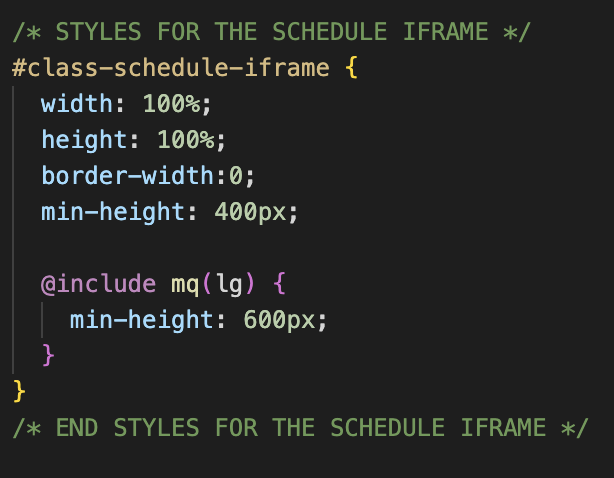 /* STYLES FOR THE SCHEDULE IFRAME */
#class-schedule-iframe {
  width: 100%;
  height: 100%;
  border-width:0;
  min-height: 400px;

  @include mq(lg) {
    min-height: 600px;
  }
}
/* END STYLES FOR THE SCHEDULE IFRAME */